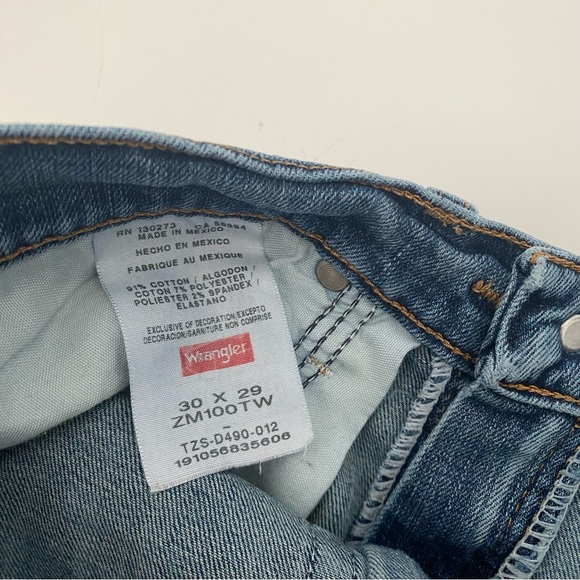 RN 130273 CA 55394
MADE IN MEXICO
HECHO EN MEXICO
FABRIQUE AU MEXIQUE
91% COTTON / ALGODON /
COTON 7% POLYESTER /
POLIESTER 2% SPANDEX /
ELASTANO
EXCLUSIVE OF DECORATION/EXCEPTO
DECORACION/GARNITURE NON COMPRISE
Wrangler
30 X 29
ZM100TW
-
TZS-D490-012
191056835606